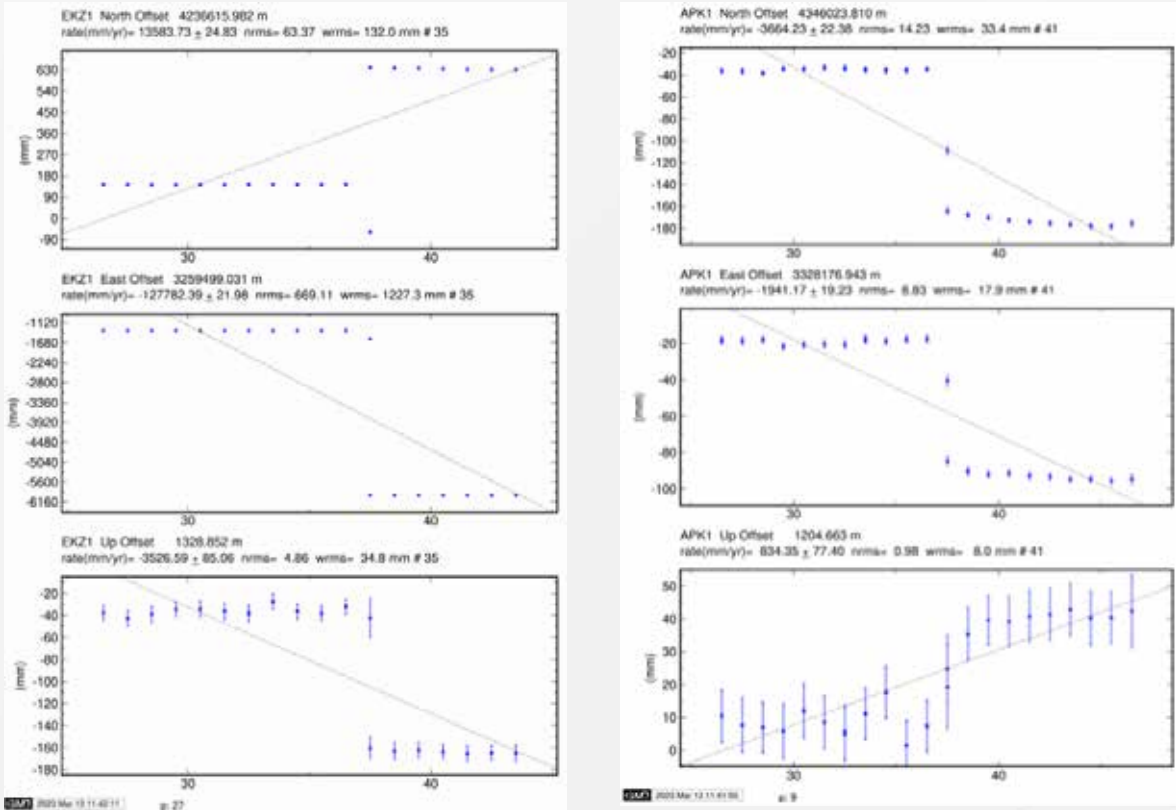 EKZ1 North Offset 4236615.982 m
rate(mm/yr)= 13583.73 ± 24.83 nrms= 63.37 wrms= 132.0 mm # 35
630
540
450
360
270
180
90
0
-90
(mm)
30 40
EKZ1 East Offset 3259499.031 m
rate(mm/yr)= -127782.39 ± 21.98 nrms= 669.11 wrms= 1227.3 mm # 35
-1120
-1680
-2240
-2800
-3360
-3920
-4480
-5040
-5600
-6160
30 40
EKZ1 Up Offset 1328.852 m
rate(mm/yr)= -3526.59 ± 85.06 nrms= 4.86 wrms= 34.8 mm # 35
-20
-40
-60
-80
-100
-120
-140
-160
-180
(mm)
30 40
2023 Mar 13 11:42:11
p: 27
APK1 North Offset 4346023.810 m
rate(mm/yr)= -3664.23 ± 22.38 nrms= 14.23 wrms= 33.4 mm # 41
-20
-40
-60
-80
-100
-120
-140
-160
-180
(mm)
30 40
APK1 East Offset 3328176.943 m
rate(mm/yr)= -1941.17 ± 19.23 nrms= 8.83 wrms= 17.9 mm # 41
-20
-40
-60
-80
-100
(mm)
30 40
APK1 Up Offset 1204.663 m
rate(mm/yr)= 834.35 ± 77.40 nrms= 0.98 wrms= 8.0 mm # 41
50
40
30
20
10
0
(mm)
30 40
p: 9